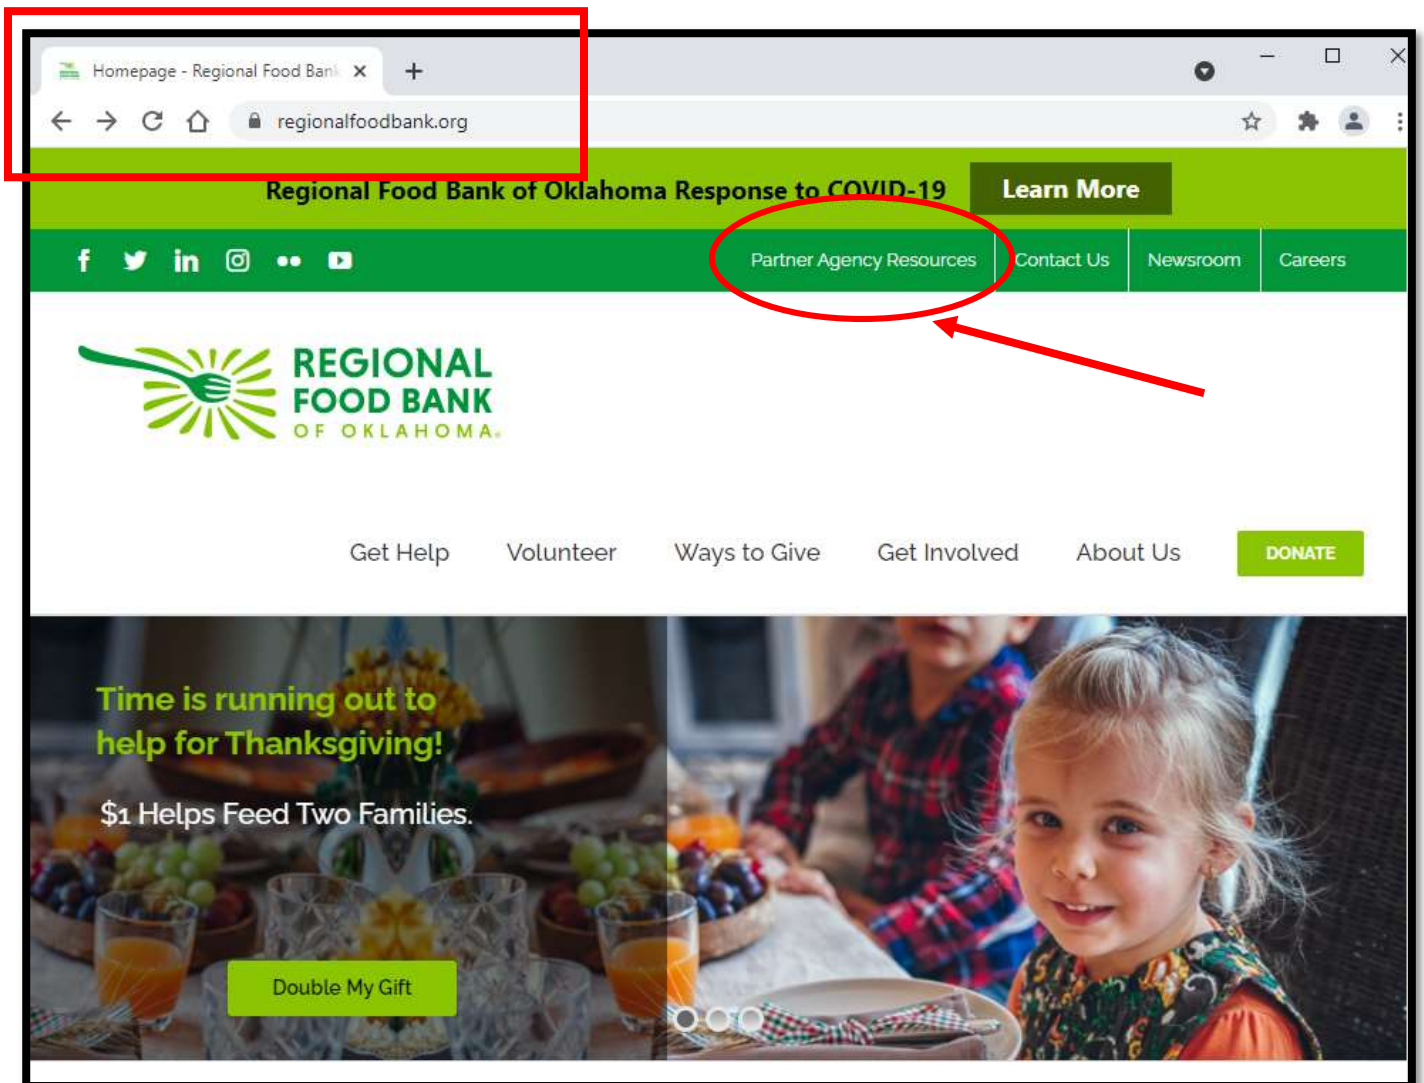 Homepage - Regional Food Bank
regionalfoodbank.org
Regional Food Bank of Oklahoma Response to COVID-19 Learn More
Partner Agency Resources Contact Us Newsroom Careers
REGIONAL
FOOD BANK
OF OKLAHOMA
Get Help Volunteer Ways to Give Get Involved About Us DONATE
Time is running out to
help for Thanksgiving!
$1 Helps Feed Two Families.
Double My Gift